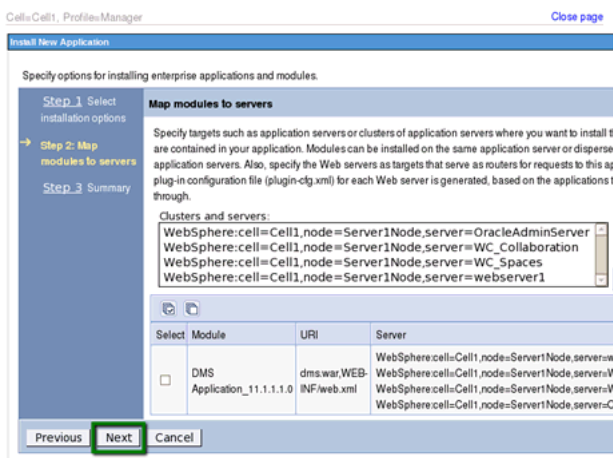 Cell=Cell1, Profile=Manager
Close page
Install New Application
Specify options for installing enterprise applications and modules.
Step 1 Select
installation options
Step 2: Map
modules to servers
Step 3 Summary
Map modules to servers
Specify targets such as application servers or clusters of application servers where you want to install
are contained in your application. Modules can be installed on the same application server or disperse
application servers. Also, specify the Web servers as targets that serve as routers for requests to this
plug-in configuration file (plugin-cfg.xml) for each Web server is generated, based on the applications
through.
Clusters and servers:
WebSphere:cell=Cell1,node=Server1Node,server=OracleAdminServer
WebSphere:cell=Cell1,node=Server1Node,server=WC_Collaboration
WebSphere:cell=Cell1,node=Server1Node,server=WC_Spaces
WebSphere:cell=Cell1,node=Server1Node,server=webserver1
Select Module URI Server
DMS
Application_11.1.1.1.0
dms.war,WEB-
INF/web.xml
WebSphere:cell=Cell1,node=Server1Node,server=w
WebSphere:cell=Cell1,node=Server1Node,server=W
WebSphere:cell=Cell1,node=Server1Node,server=W
WebSphere:cell=Cell1,node=Server1Node,server=O
Previous Next Cancel